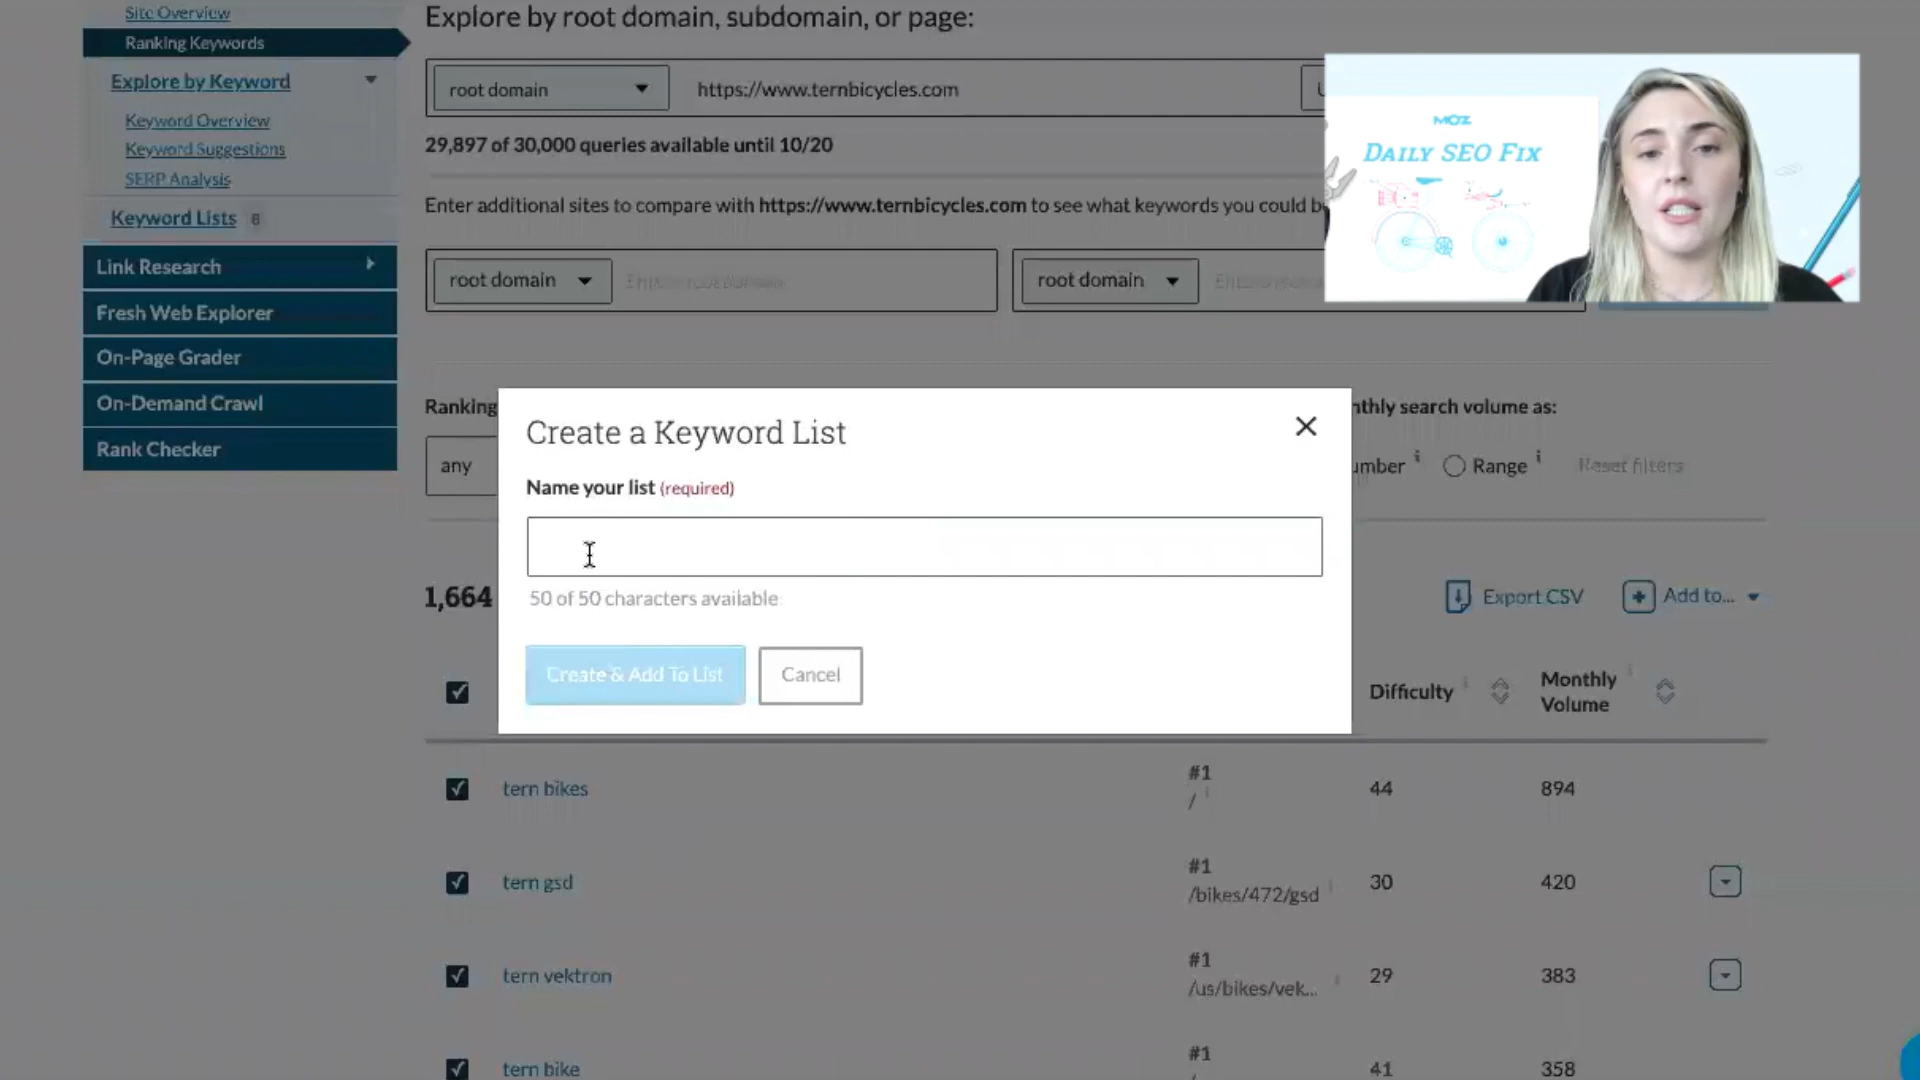 Site Overview
Ranking Keywords
Explore by Keyword
Keyword Overview
Keyword Suggestions
SERP Analysis
Keyword Lists 8
Link Research
Fresh Web Explorer
On-Page Grader
On-Demand Crawl
Rank Checker
Explore by root domain, subdomain, or page:
root domain https://www.ternbicycles.com
29,897 of 30,000 queries available until 10/20
Enter additional sites to compare with https://www.ternbicycles.com to see what keywords you could b
root domain Enter root domain
root domain
MOZ
DAILY SEO FIX
Ranking
any
nthly search volume as:
umber Range Reset filters
Create a Keyword List
Name your list (required)
50 of 50 characters available
Create & Add To List Cancel
1,664
Export CSV Add to...
Difficulty Monthly Volume
tern bikes #1 / 44 894
tern gsd #1 /bikes/472/gsd 30 420
tern vektron #1 /us/bikes/vek... 29 383
tern bike #1 41 358